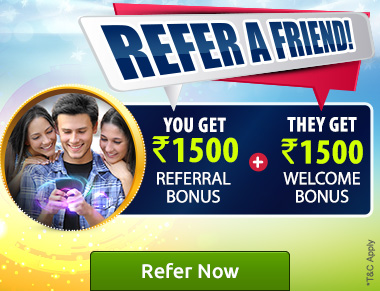 REFER A FRIEND!
YOU GET
₹1500
REFERRAL
BONUS
+
THEY GET
₹1500
WELCOME
BONUS
Refer Now
*T&C Apply